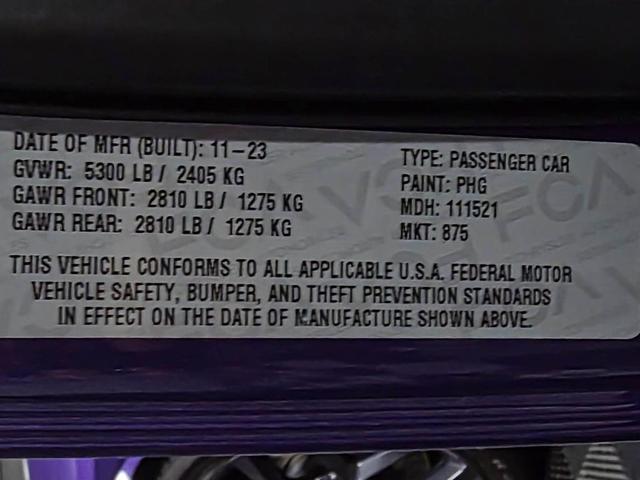 DATE OF MFR (BUILT): 11-23
GVWR: 5300 LB / 2405 KG
GAWR FRONT: 2810 LB / 1275 KG
GAWR REAR: 2810 LB / 1275 KG
TYPE: PASSENGER CAR
PAINT: PHG
MDH: 111521
MKT: 875
THIS VEHICLE CONFORMS TO ALL APPLICABLE U.S.A. FEDERAL MOTOR
VEHICLE SAFETY, BUMPER, AND THEFT PREVENTION STANDARDS
IN EFFECT ON THE DATE OF MANUFACTURE SHOWN ABOVE.